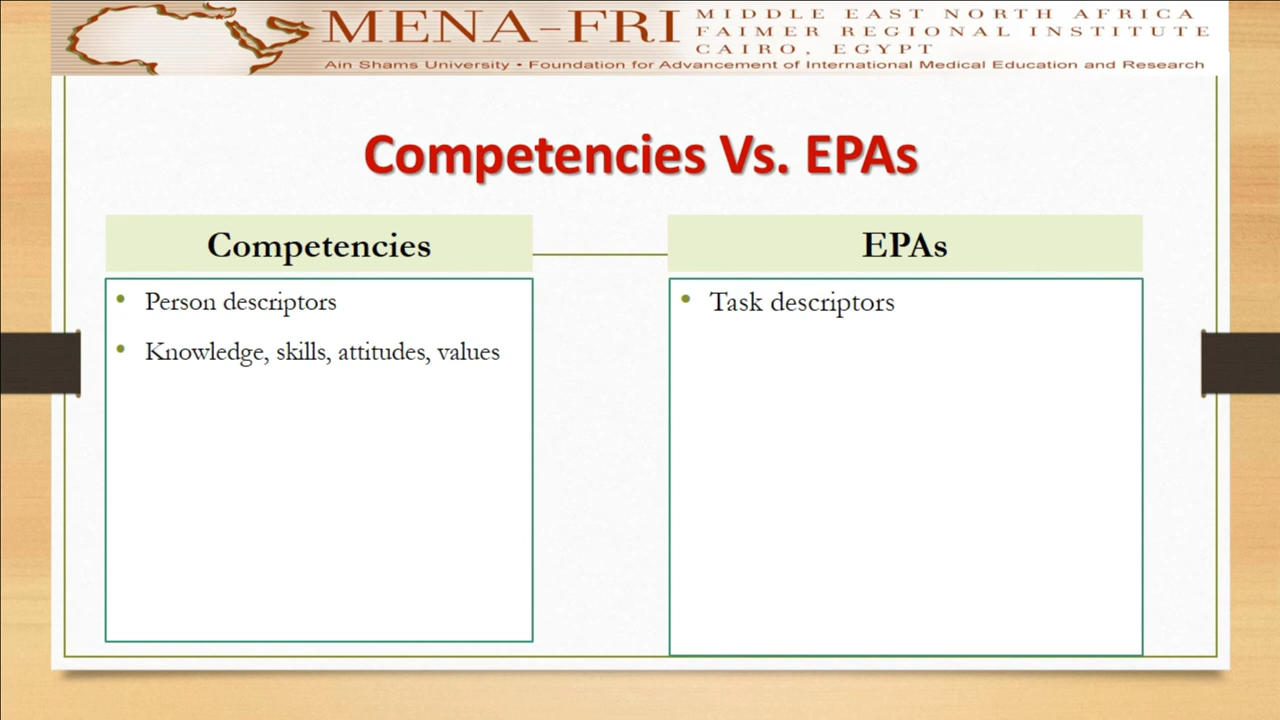 MENA-FRI
MIDDLE EAST NORTH AFRICA
FAIMER REGIONAL INSTITUTE
CAIRO, EGYPT
Ain Shams University • Foundation for Advancement of International Medical Education and Research
Competencies Vs. EPAs
Competencies
• Person descriptors
• Knowledge, skills, attitudes, values
EPAs
• Task descriptors